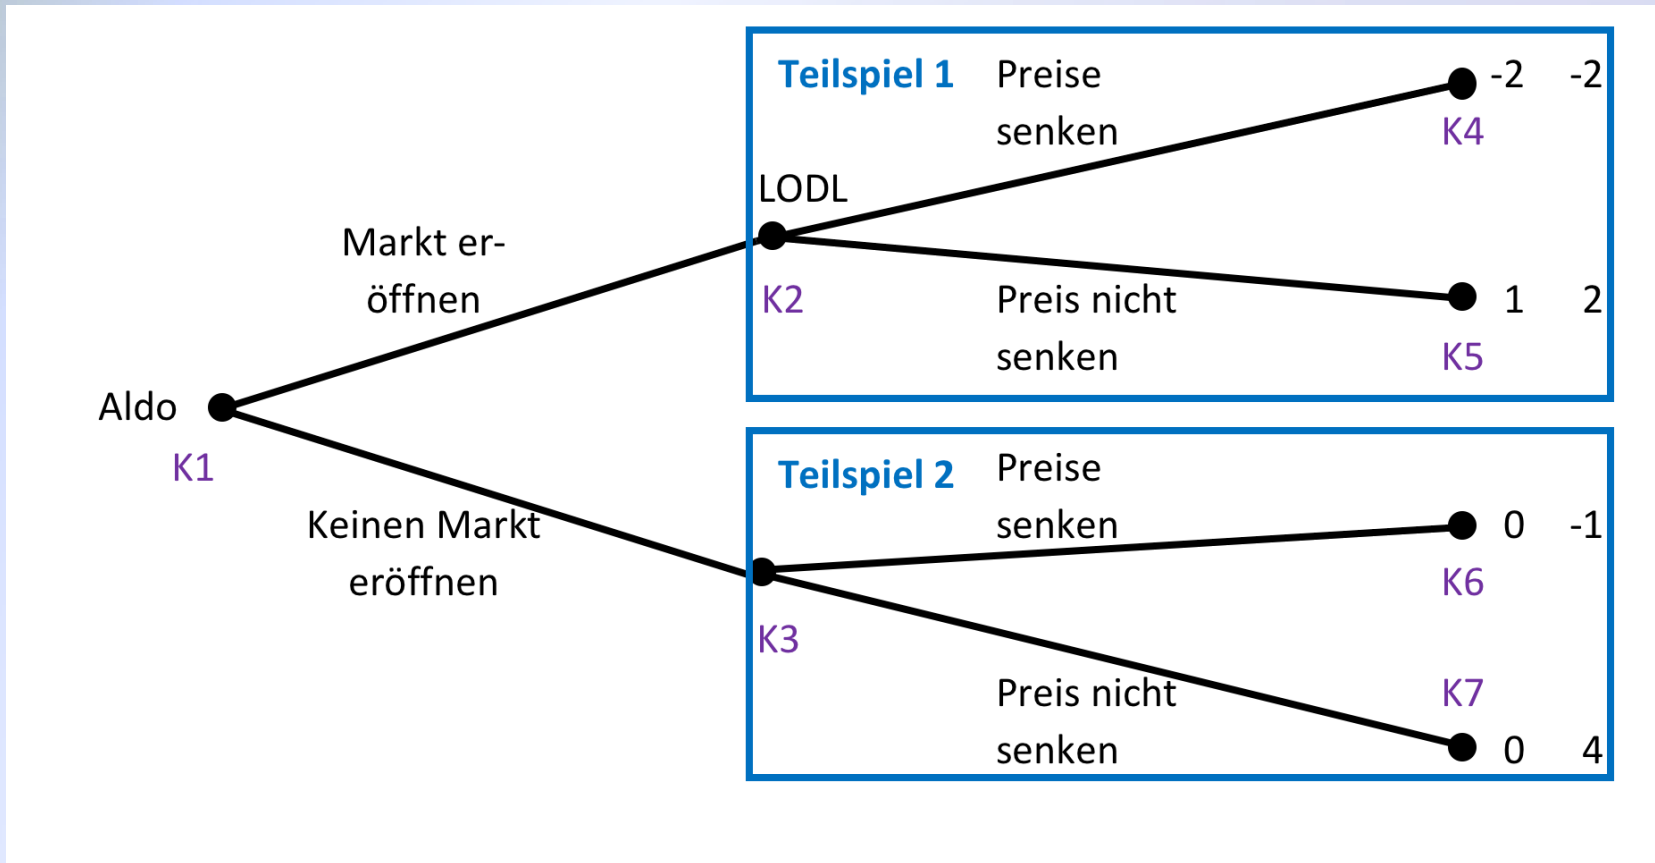 Teilspiel 1
Preise
senken
-2 -2
K4
LODL
K2
Preis nicht
senken
1 2
K5
Markt er-
öffnen
Aldo
K1
Keinen Markt
eröffnen
Teilspiel 2
Preise
senken
0 -1
K6
K3
Preis nicht
senken
K7
0 4